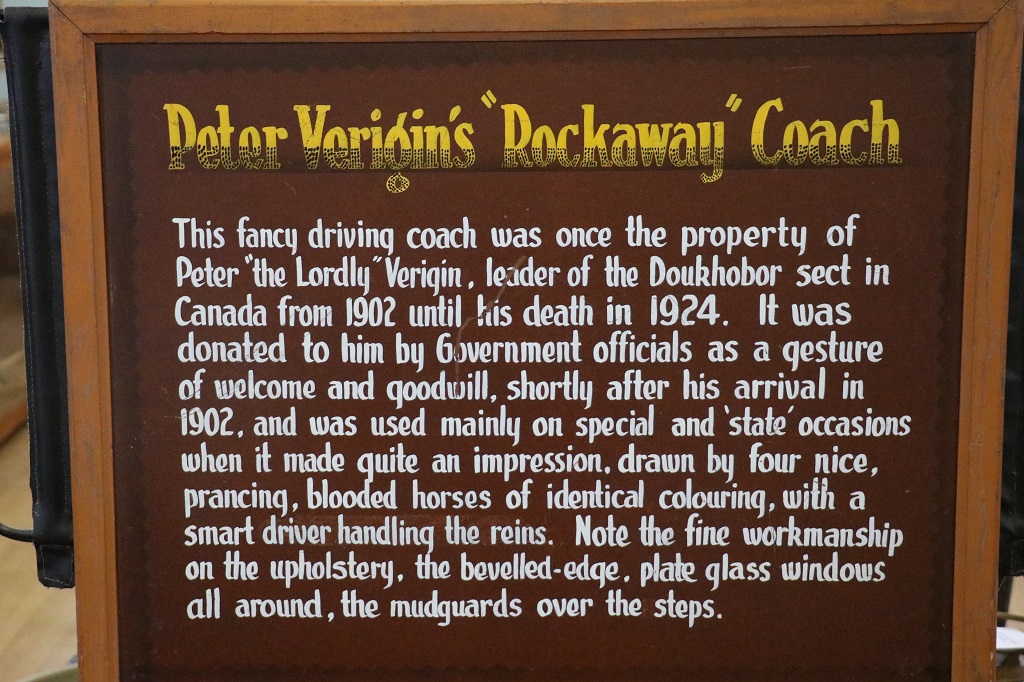 Peter Verigin's "Rockaway" Coach
This fancy driving coach was once the property of
Peter "the Lordly" Verigin, leader of the Doukhobor sect in
Canada from 1902 until his death in 1924. It was
donated to him by Government officials as a gesture
of welcome and goodwill, shortly after his arrival in
1902, and was used mainly on special and 'state' occasions
when it made quite an impression, drawn by four nice,
prancing, blooded horses of identical colouring, with a
smart driver handling the reins. Note the fine workmanship
on the upholstery, the bevelled-edge, plate glass windows
all around, the mudguards over the steps.